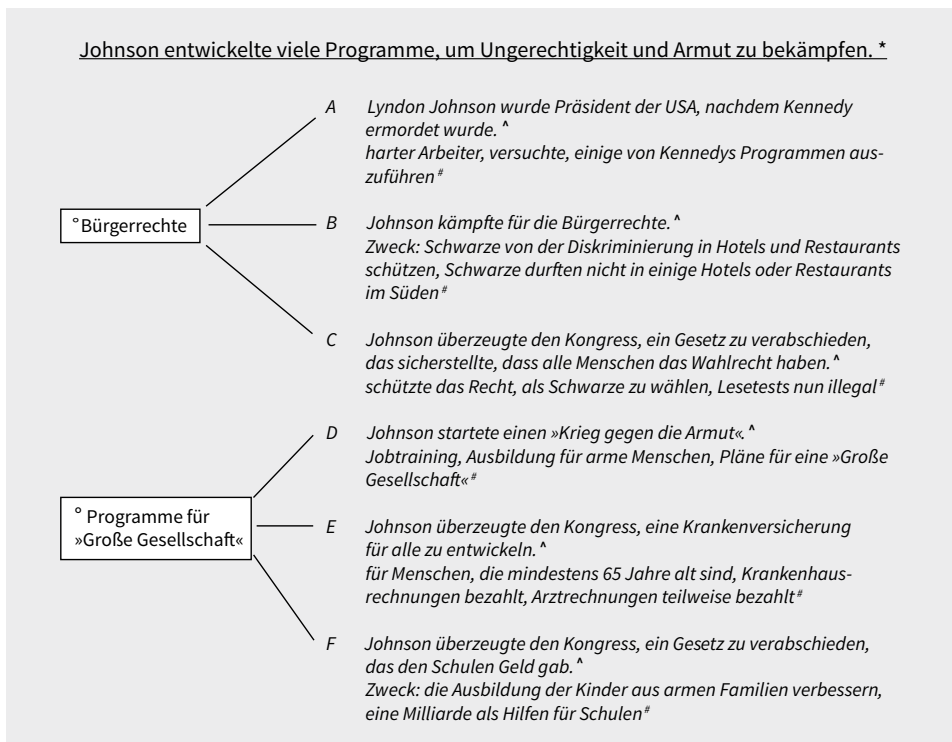 Johnson entwickelte viele Programme, um Ungerechtigkeit und Armut zu bekämpfen. *
A Lyndon Johnson wurde Präsident der USA, nachdem Kennedy
ermordet wurde. ^
harter Arbeiter, versuchte, einige von Kennedys Programmen aus-
zuführen #
° Bürgerrechte
B Johnson kämpfte für die Bürgerrechte. ^
Zweck: Schwarze von der Diskriminierung in Hotels und Restaurants
schützen, Schwarze durften nicht in einige Hotels oder Restaurants
im Süden #
C Johnson überzeugte den Kongress, ein Gesetz zu verabschieden,
das sicherstellte, dass alle Menschen das Wahlrecht haben. ^
schützte das Recht, als Schwarze zu wählen, Lesetests nun illegal #
D Johnson startete einen »Krieg gegen die Armut«. ^
Jobtraining, Ausbildung für arme Menschen, Pläne für eine »Große
Gesellschaft« #
° Programme für
»Große Gesellschaft«
E Johnson überzeugte den Kongress, eine Krankenversicherung
für alle zu entwickeln. ^
für Menschen, die mindestens 65 Jahre alt sind, Krankenhaus-
rechnungen bezahlt, Arztrechnungen teilweise bezahlt #
F Johnson überzeugte den Kongress, ein Gesetz zu verabschieden,
das den Schulen Geld gab. ^
Zweck: die Ausbildung der Kinder aus armen Familien verbessern,
eine Milliarde als Hilfen für Schulen #